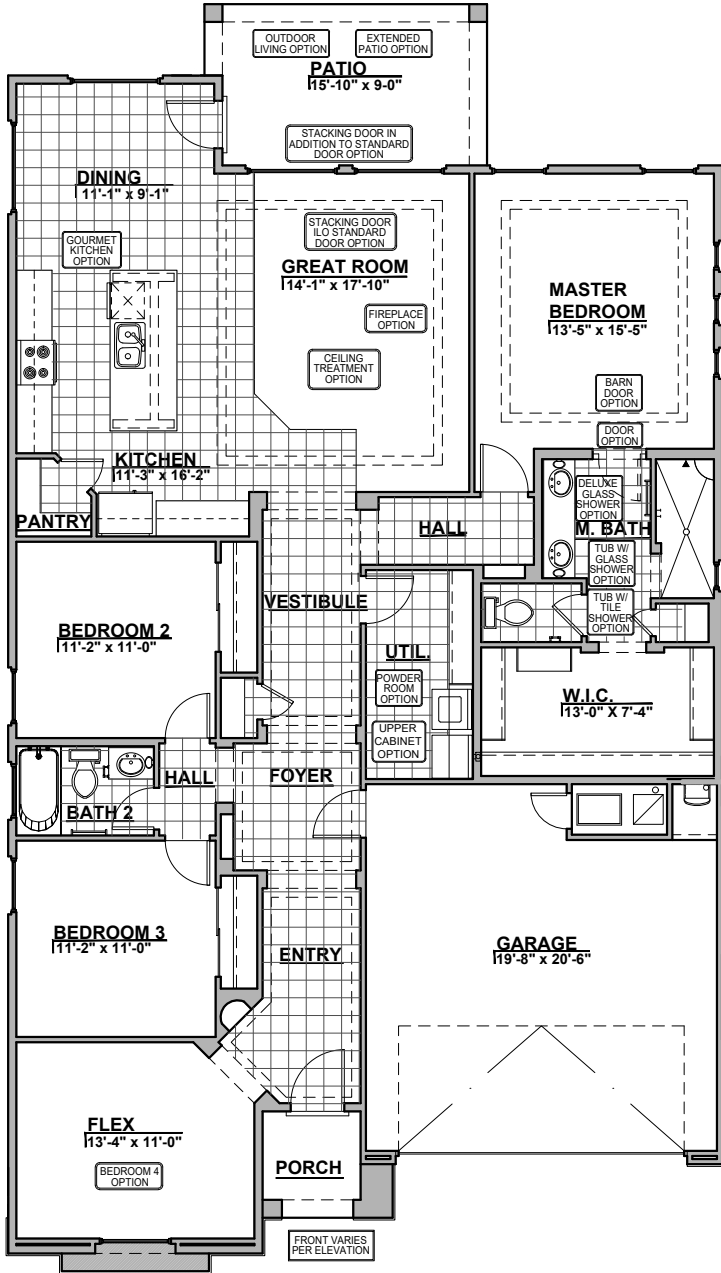 OUTDOOR
LIVING OPTION
EXTENDED
PATIO OPTION
PATIO
15'-10" x 9-0"
STACKING DOOR IN
ADDITION TO STANDARD
DOOR OPTION
DINING
11'-1" x 9'-1"
GOURMET
KITCHEN
OPTION
STACKING DOOR
ILO STANDARD
DOOR OPTION
GREAT ROOM
14'-1" x 17'-10"
FIREPLACE
OPTION
CEILING
TREATMENT
OPTION
MASTER
BEDROOM
13'-5" x 15'-5"
BARN
DOOR
OPTION
DOOR
OPTION
KITCHEN
11'-3" x 16'-2"
PANTRY
HALL
DELUXE
GLASS
SHOWER
OPTION
M. BATH
TUB W/
GLASS
SHOWER
OPTION
TUB W/
TILE
SHOWER
OPTION
VESTIBULE
BEDROOM 2
11'-2" x 11'-0"
UTIL.
POWDER
ROOM
OPTION
UPPER
CABINET
OPTION
W.I.C.
13'-0" X 7'-4"
HALL
FOYER
BATH 2
BEDROOM 3
11'-2" x 11'-0"
ENTRY
GARAGE
19'-8" x 20'-6"
FLEX
13'-4" x 11'-0"
BEDROOM 4
OPTION
PORCH
FRONT VARIES
PER ELEVATION